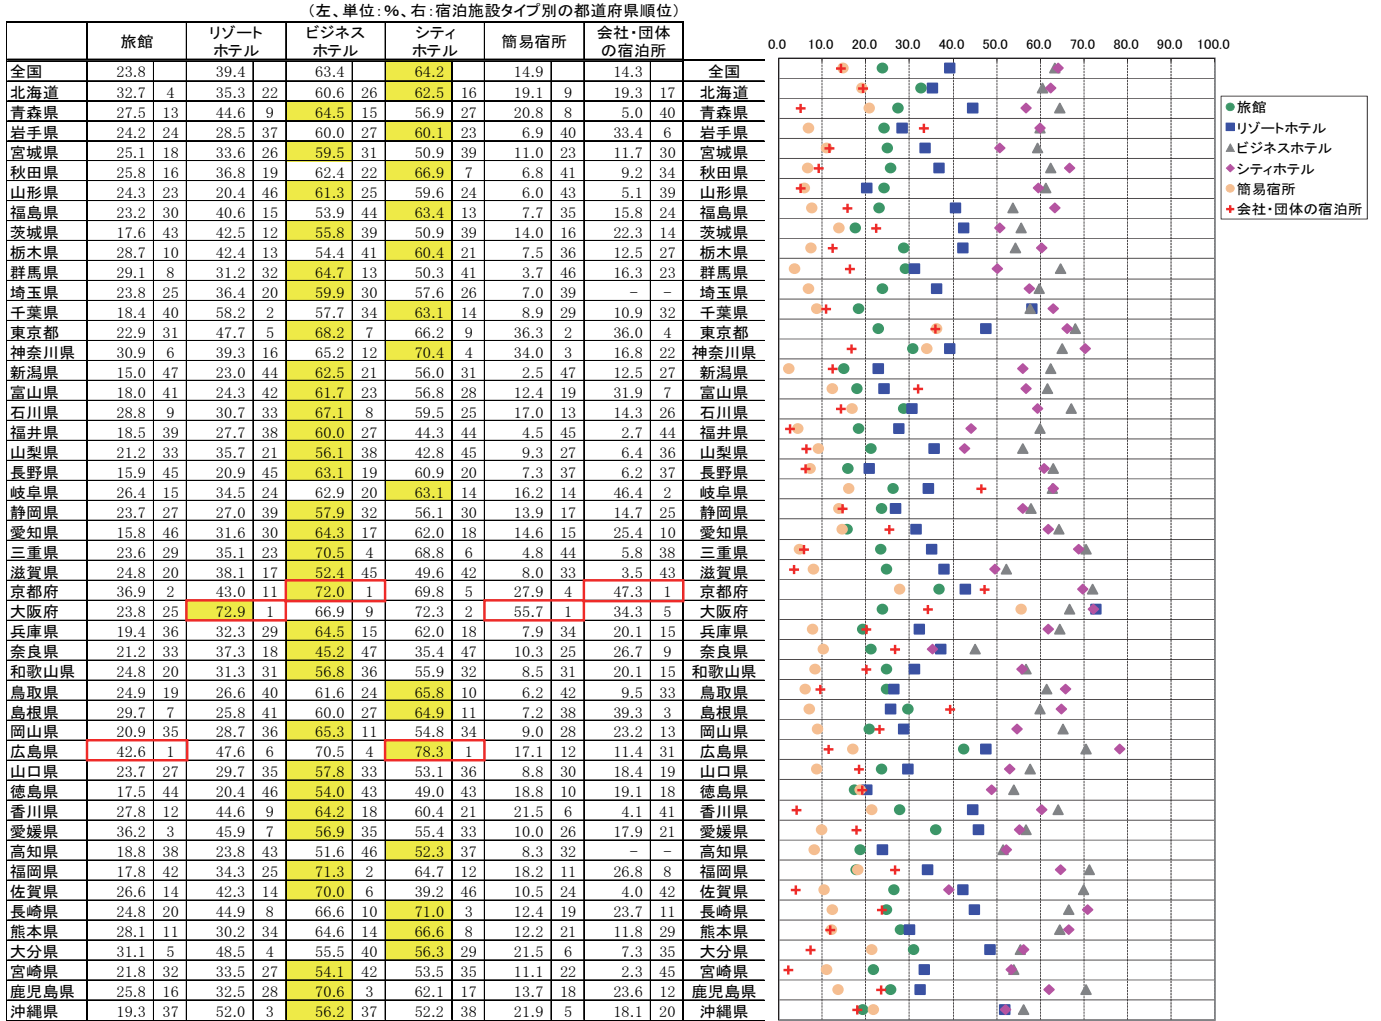 (左、単位：%、右：宿泊施設タイプ別の都道府県順位)
旅館 リゾートホテル ビジネスホテル シティホテル 簡易宿所 会社・団体の宿泊所
0.0 10.0 20.0 30.0 40.0 50.0 60.0 70.0 80.0 90.0 100.0
全国 23.8 39.4 63.4 64.2 14.9 14.3 全国
北海道 32.7 4 35.3 22 60.6 26 62.5 16 19.1 9 19.3 17 北海道
青森県 27.5 13 44.6 9 64.5 15 56.9 27 20.8 8 5.0 40 青森県
岩手県 24.2 24 28.5 37 60.0 27 60.1 23 6.9 40 33.4 6 岩手県
宮城県 25.1 18 33.6 26 59.5 31 50.9 39 11.0 23 11.7 30 宮城県
秋田県 25.8 16 36.8 19 62.4 22 66.9 7 6.8 41 9.2 34 秋田県
山形県 24.3 23 20.4 46 61.3 25 59.6 24 6.0 43 5.1 39 山形県
福島県 23.2 30 40.6 15 53.9 44 63.4 13 7.7 35 15.8 24 福島県
茨城県 17.6 43 42.5 12 55.8 39 50.9 39 14.0 16 22.3 14 茨城県
栃木県 28.7 10 42.4 13 54.4 41 60.4 21 7.5 36 12.5 27 栃木県
群馬県 29.1 8 31.2 32 64.7 13 50.3 41 3.7 46 16.3 23 群馬県
埼玉県 23.8 25 36.4 20 59.9 30 57.6 26 7.0 39 － － 埼玉県
千葉県 18.4 40 58.2 2 57.7 34 63.1 14 8.9 29 10.9 32 千葉県
東京都 22.9 31 47.7 5 68.2 7 66.2 9 36.3 2 36.0 4 東京都
神奈川県 30.9 6 39.3 16 65.2 12 70.4 4 34.0 3 16.8 22 神奈川県
新潟県 15.0 47 23.0 44 62.5 21 56.0 31 2.5 47 12.5 27 新潟県
富山県 18.0 41 24.3 42 61.7 23 56.8 28 12.4 19 31.9 7 富山県
石川県 28.8 9 30.7 33 67.1 8 59.5 25 17.0 13 14.3 26 石川県
福井県 18.5 39 27.7 38 60.0 27 44.3 44 4.5 45 2.7 44 福井県
山梨県 21.2 33 35.7 21 56.1 38 42.8 45 9.3 27 6.4 36 山梨県
長野県 15.9 45 20.9 45 63.1 19 60.9 20 7.3 37 6.2 37 長野県
岐阜県 26.4 15 34.5 24 62.9 20 63.1 14 16.2 14 46.4 2 岐阜県
静岡県 23.7 27 27.0 39 57.9 32 56.1 30 13.9 17 14.7 25 静岡県
愛知県 15.8 46 31.6 30 64.3 17 62.0 18 14.6 15 25.4 10 愛知県
三重県 23.6 29 35.1 23 70.5 4 68.8 6 4.8 44 5.8 38 三重県
滋賀県 24.8 20 38.1 17 52.4 45 49.6 42 8.0 33 3.5 43 滋賀県
京都府 36.9 2 43.0 11 72.0 1 69.8 5 27.9 4 47.3 1 京都府
大阪府 23.8 25 72.9 1 66.9 9 72.3 2 55.7 1 34.3 5 大阪府
兵庫県 19.4 36 32.3 29 64.5 15 62.0 18 7.9 34 20.1 15 兵庫県
奈良県 21.2 33 37.3 18 45.2 47 35.4 47 10.3 25 26.7 9 奈良県
和歌山県 24.8 20 31.3 31 56.8 36 55.9 32 8.5 31 20.1 15 和歌山県
鳥取県 24.9 19 26.6 40 61.6 24 65.8 10 6.2 42 9.5 33 鳥取県
島根県 29.7 7 25.8 41 60.0 27 64.9 11 7.2 38 39.3 3 島根県
岡山県 20.9 35 28.7 36 65.3 11 54.8 34 9.0 28 23.2 13 岡山県
広島県 42.6 1 47.6 6 70.5 4 78.3 1 17.1 12 11.4 31 広島県
山口県 23.7 27 29.7 35 57.8 33 53.1 36 8.8 30 18.4 19 山口県
徳島県 17.5 44 20.4 46 54.0 43 49.0 43 18.8 10 19.1 18 徳島県
香川県 27.8 12 44.6 9 64.2 18 60.4 21 21.5 6 4.1 41 香川県
愛媛県 36.2 3 45.9 7 56.9 35 55.4 33 10.0 26 17.9 21 愛媛県
高知県 18.8 38 23.8 43 51.6 46 52.3 37 8.3 32 － － 高知県
福岡県 17.8 42 34.3 25 71.3 2 64.7 12 18.2 11 26.8 8 福岡県
佐賀県 26.6 14 42.3 14 70.0 6 39.2 46 10.5 24 4.0 42 佐賀県
長崎県 24.8 20 44.9 8 66.6 10 71.0 3 12.4 19 23.7 11 長崎県
熊本県 28.1 11 30.2 34 64.6 14 66.6 8 12.2 21 11.8 29 熊本県
大分県 31.1 5 48.5 4 55.5 40 56.3 29 21.5 6 7.3 35 大分県
宮崎県 21.8 32 33.5 27 54.1 42 53.5 35 11.1 22 2.3 45 宮崎県
鹿児島県 25.8 16 32.5 28 70.6 3 62.1 17 13.7 18 23.6 12 鹿児島県
沖縄県 19.3 37 52.0 3 56.2 37 52.2 38 21.9 5 18.1 20 沖縄県
旅館
リゾートホテル
ビジネスホテル
シティホテル
簡易宿所
会社・団体の宿泊所